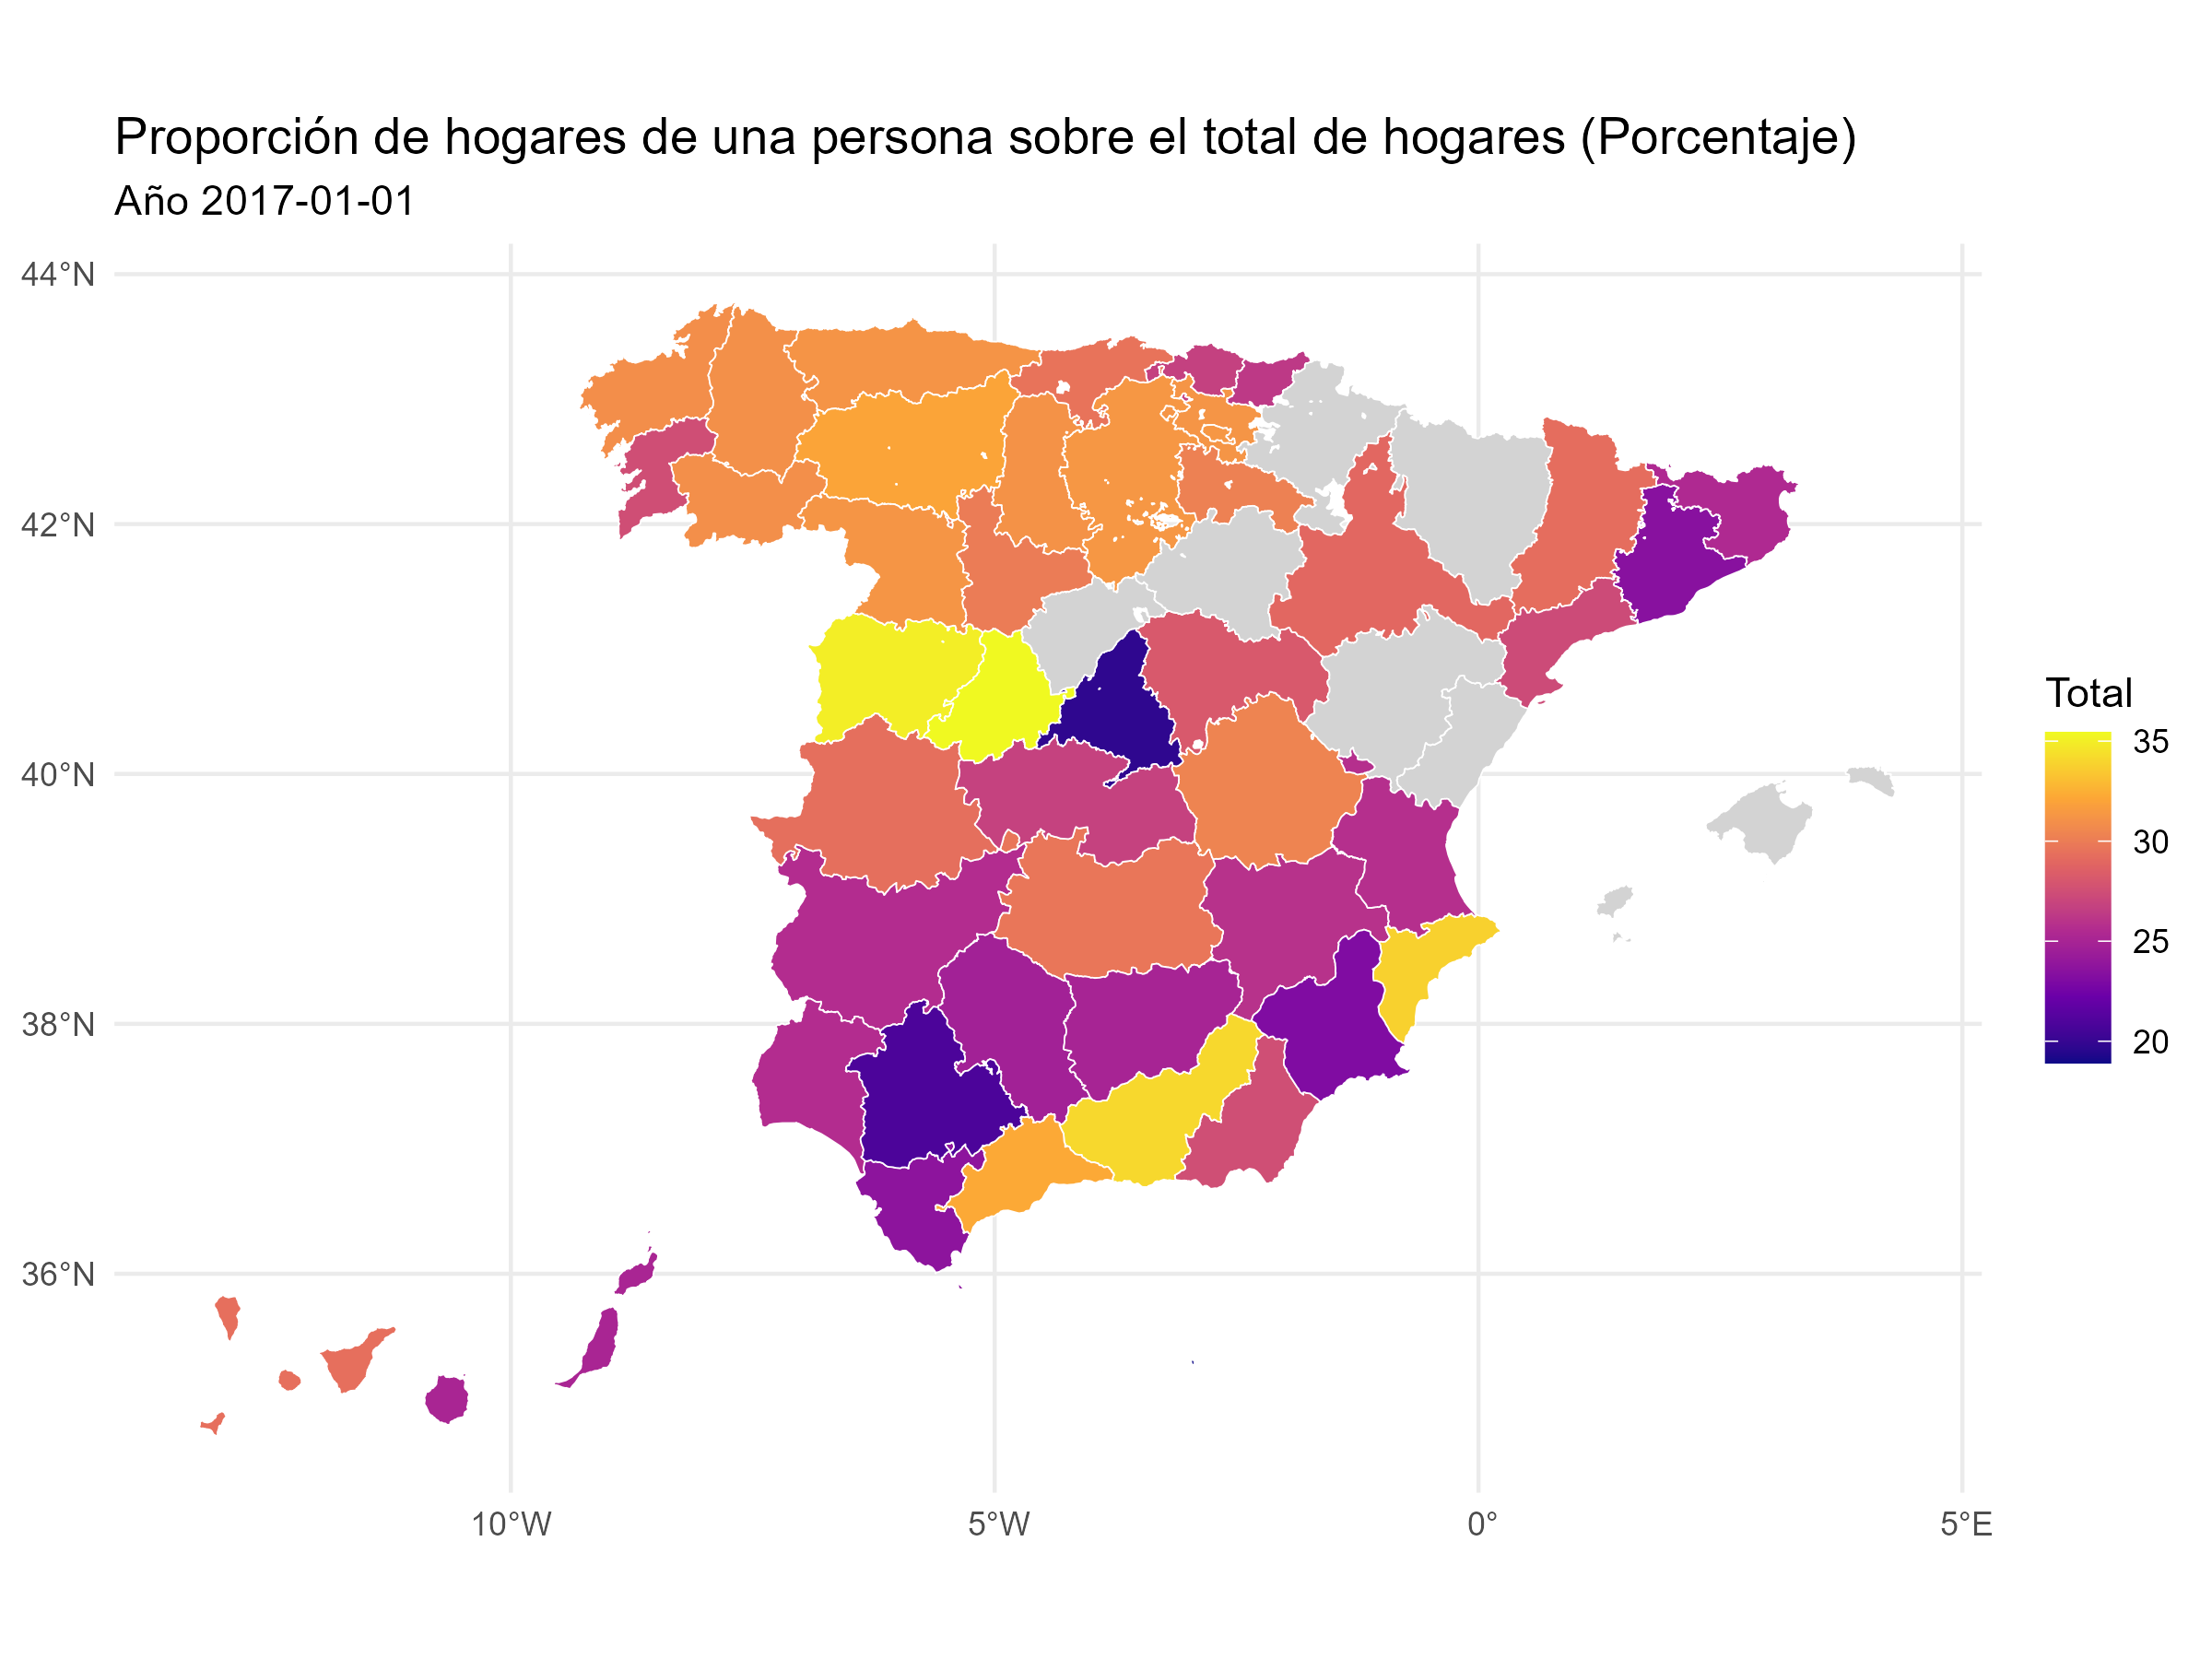 Proporción de hogares de una persona sobre el total de hogares (Porcentaje)
Año 2017-01-01
44°N
42°N
40°N
38°N
36°N
10°W
5°W
0°
5°E
Total
35
30
25
20